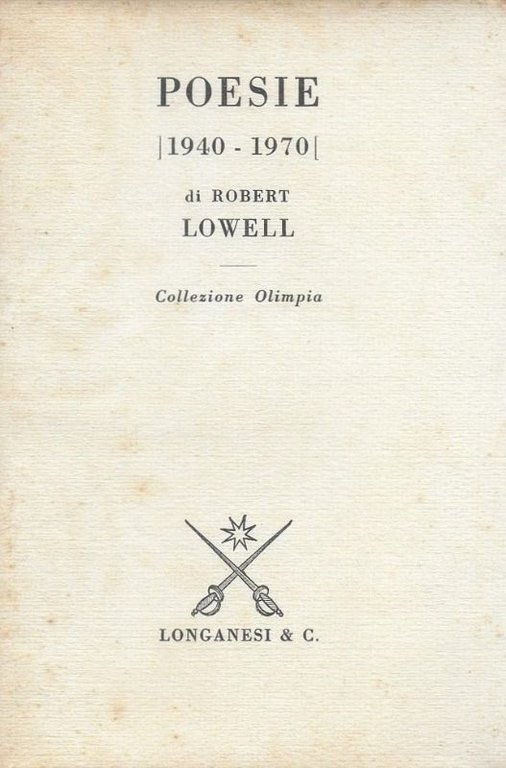 POESIE
]1940 - 1970[
di ROBERT
LOWELL
Collezione Olimpia
LONGANESI & C.